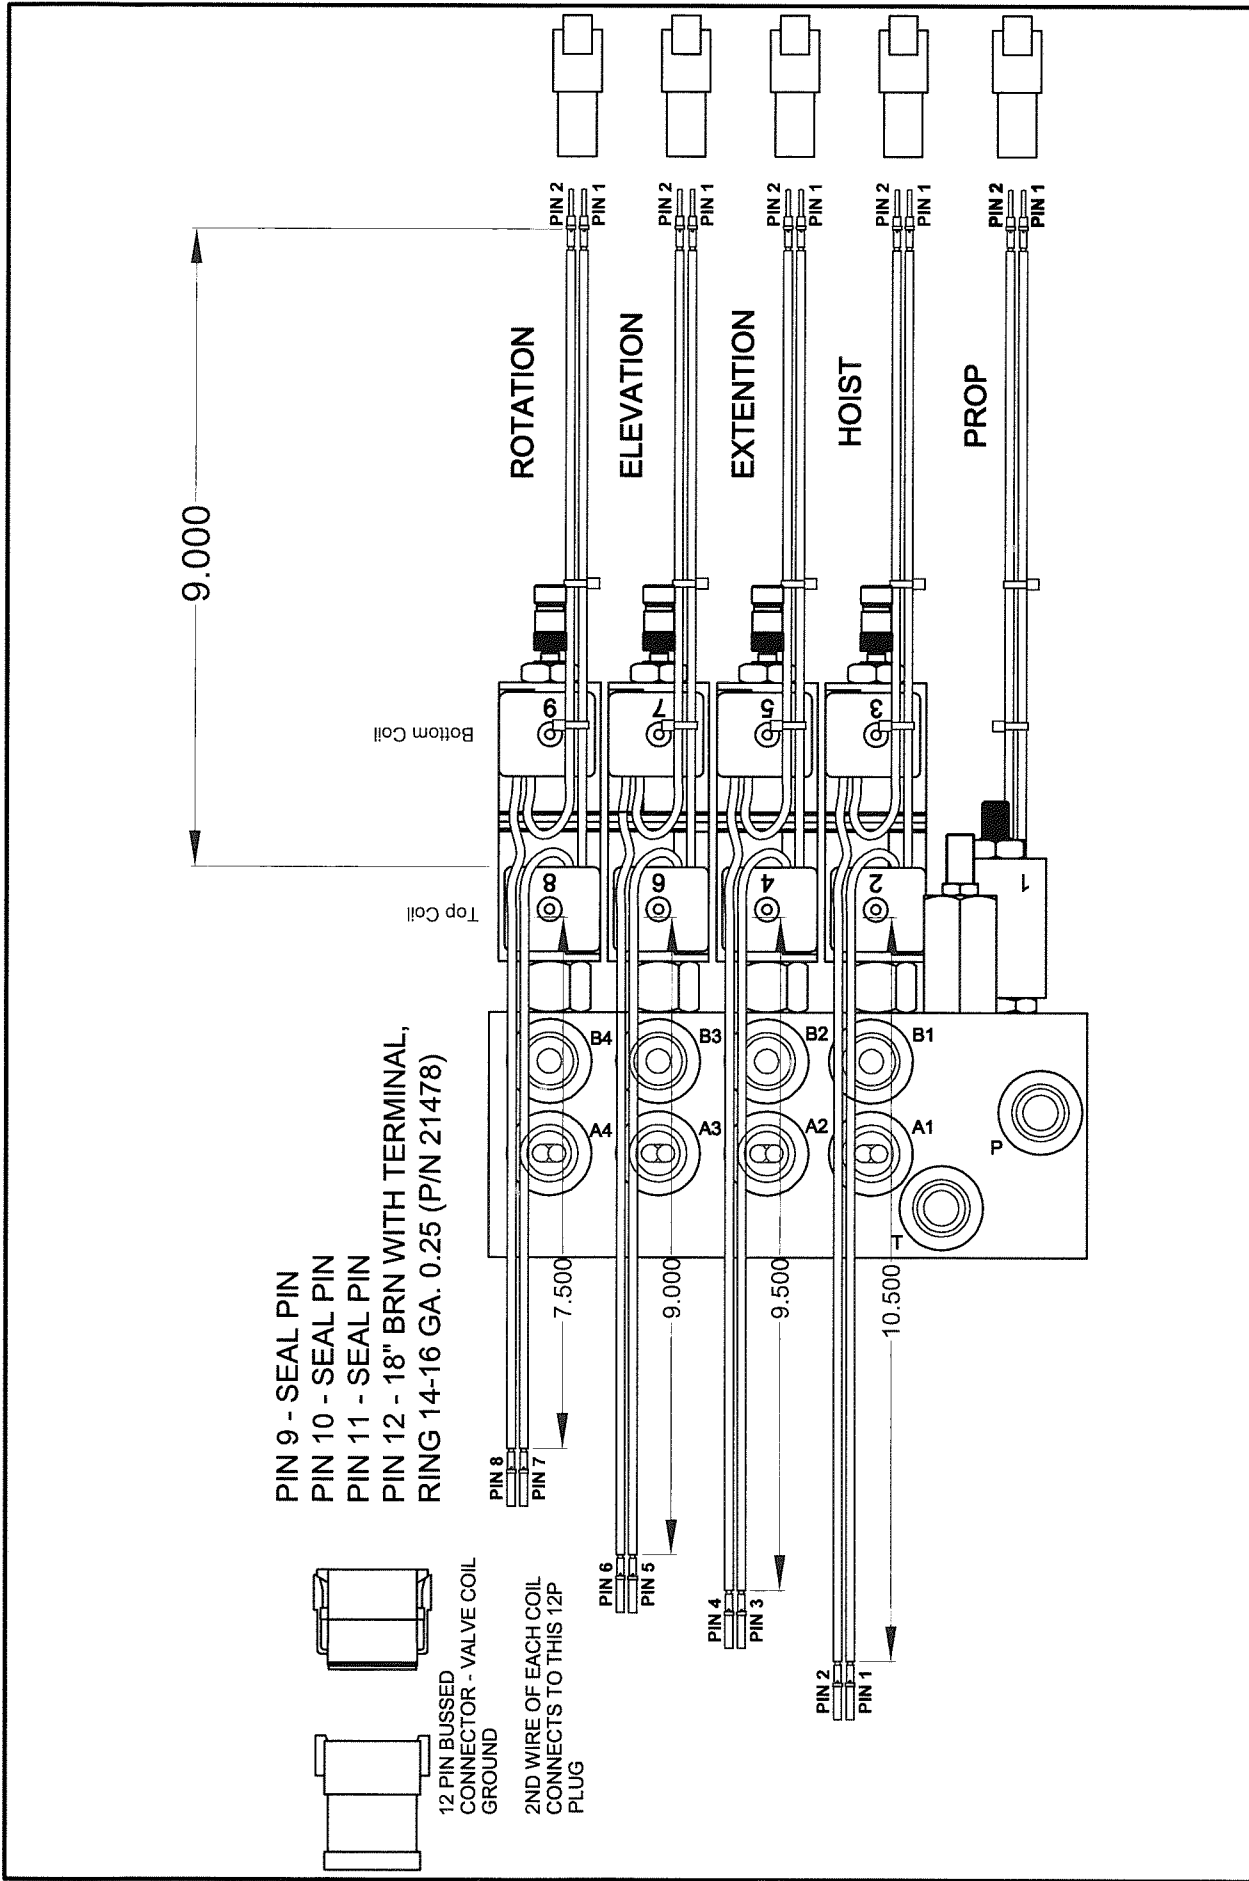 PIN 9 - SEAL PIN
PIN 10 - SEAL PIN
PIN 11 - SEAL PIN
PIN 12 - 18" BRN WITH TERMINAL,
RING 14-16 GA. 0.25 (P/N 21478)
12 PIN BUSSED
CONNECTOR - VALVE COIL
GROUND
2ND WIRE OF EACH COIL
CONNECTS TO THIS 12P
PLUG
9.000
Top Coil
Bottom Coil
PIN 8
PIN 7
7.500
A4
B4
8
9
ROTATION
PIN 2
PIN 1
PIN 6
PIN 5
9.000
A3
B3
6
7
ELEVATION
PIN 2
PIN 1
PIN 4
PIN 3
9.500
A2
B2
4
5
EXTENTION
PIN 2
PIN 1
PIN 2
PIN 1
10.500
A1
B1
2
3
HOIST
PIN 2
PIN 1
T
P
1
PROP
PIN 2
PIN 1